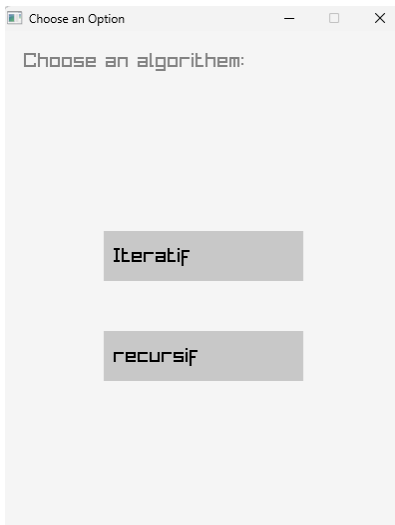 Choose an Option
Choose an algorithem:
Iteratif
recursif